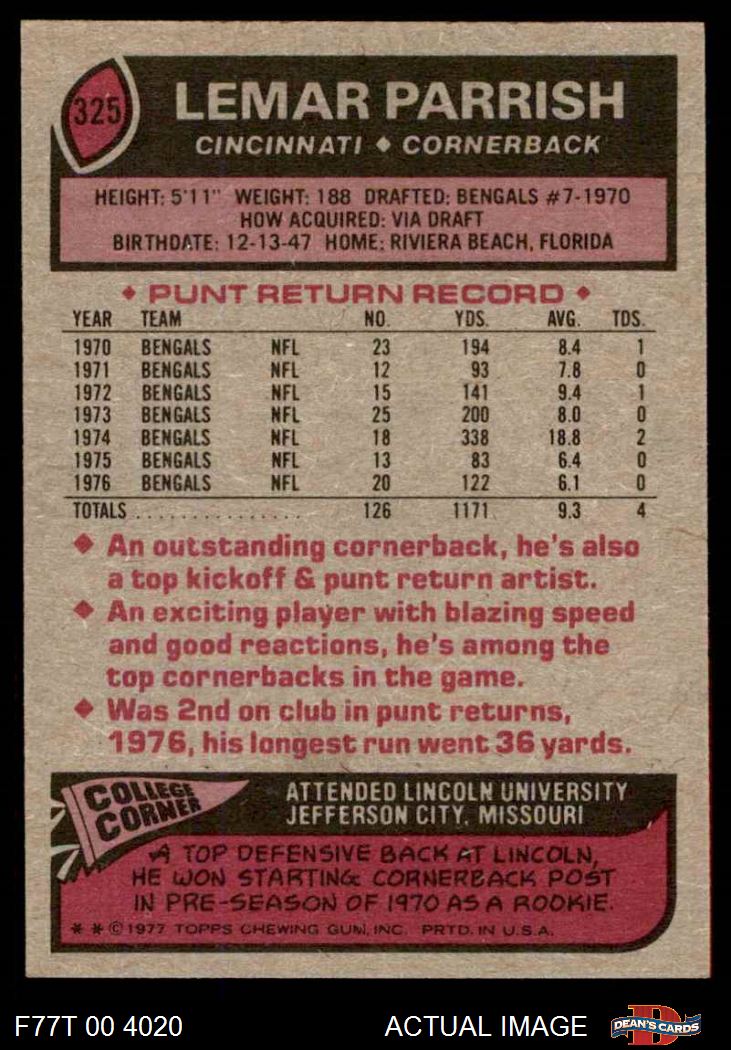 325
LEMAR PARRISH
CINCINNATI ♦ CORNERBACK
HEIGHT: 5'11" WEIGHT: 188 DRAFTED: BENGALS #7-1970
HOW ACQUIRED: VIA DRAFT
BIRTHDATE: 12-13-47 HOME: RIVIERA BEACH, FLORIDA
♦ PUNT RETURN RECORD ♦
YEAR TEAM NO. YDS. AVG. TDS.
1970 BENGALS NFL 23 194 8.4 1
1971 BENGALS NFL 12 93 7.8 0
1972 BENGALS NFL 15 141 9.4 1
1973 BENGALS NFL 25 200 8.0 0
1974 BENGALS NFL 18 338 18.8 2
1975 BENGALS NFL 13 83 6.4 0
1976 BENGALS NFL 20 122 6.1 0
TOTALS ............... 126 1171 9.3 4
♦ An outstanding cornerback, he's also
a top kickoff & punt return artist.
♦ An exciting player with blazing speed
and good reactions, he's among the
top cornerbacks in the game.
♦ Was 2nd on club in punt returns,
1976, his longest run went 36 yards.
COLLEGE
CORNER
ATTENDED LINCOLN UNIVERSITY
JEFFERSON CITY, MISSOURI
A TOP DEFENSIVE BACK AT LINCOLN,
HE WON STARTING CORNERBACK POST
IN PRE-SEASON OF 1970 AS A ROOKIE.
* * © 1977 TOPPS CHEWING GUM, INC. PRTD. IN U.S.A.
F77T 00 4020
ACTUAL IMAGE
D
DEAN'S CARDS